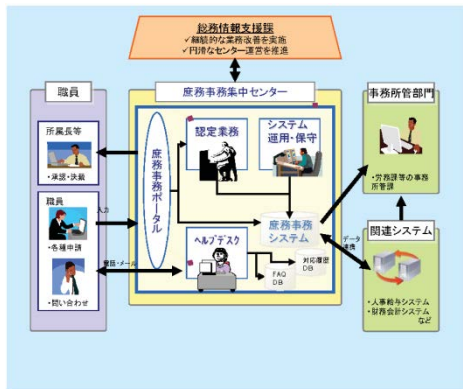 総務情報支援課
✓継続的な業務改善を実施
✓円滑なセンター運営を推進
職員
庶務事務集中センター
事務所管部門
所属長等
・承認・決裁
庶務事務ポータル
認定業務
システム
運用・保守
・労務課等の事務
所管課
職員
入力
・各種申請
庶務事務
システム
データ
連携
関連システム
電話・メール
・問い合わせ
ヘルプデスク
FAQ
DB
対応履歴
DB
・人事給与システム
・財務会計システム
など